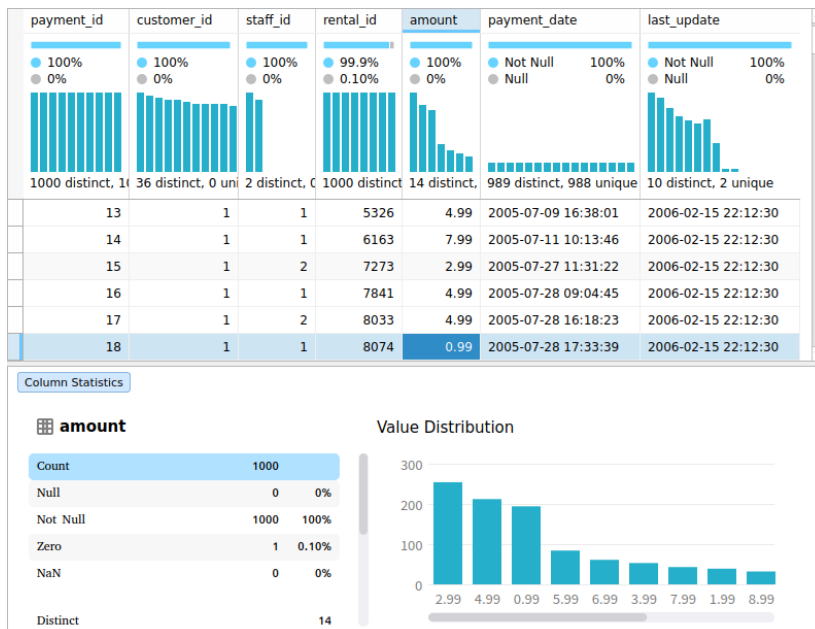 payment_id customer_id staff_id rental_id amount payment_date last_update
100% 100% 100% 99.9% 100% Not Null 100% Not Null 100%
0% 0% 0% 0.10% 0% Null 0% Null 0%
1000 distinct, 36 distinct, 0 2 distinct, 1000 distinct 14 distinct, 989 distinct, 988 unique 10 distinct, 2 unique
13 1 1 5326 4.99 2005-07-09 16:38:01 2006-02-15 22:12:30
14 1 1 6163 7.99 2005-07-11 10:13:46 2006-02-15 22:12:30
15 1 2 7273 2.99 2005-07-27 11:31:22 2006-02-15 22:12:30
16 1 1 7841 4.99 2005-07-28 09:04:45 2006-02-15 22:12:30
17 1 2 8033 4.99 2005-07-28 16:18:23 2006-02-15 22:12:30
18 1 1 8074 0.99 2005-07-28 17:33:39 2006-02-15 22:12:30
Column Statistics
amount
Count 1000
Null 0 0%
Not Null 1000 100%
Zero 1 0.10%
NaN 0 0%
Distinct 14
Value Distribution
300
200
100
0
2.99 4.99 0.99 5.99 6.99 3.99 7.99 1.99 8.99